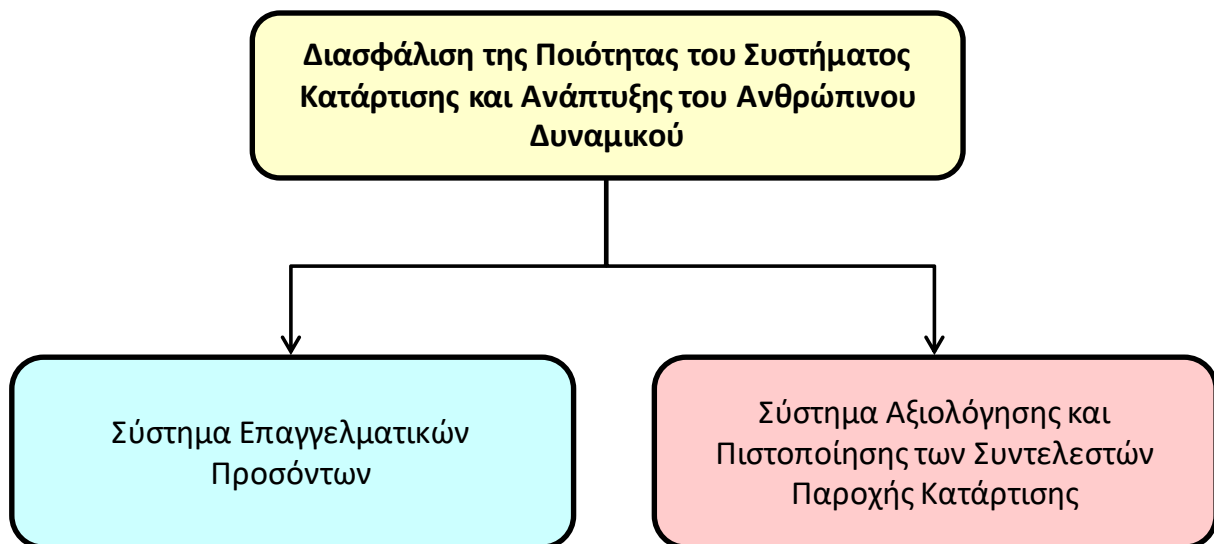 Διασφάλιση της Ποιότητας του Συστήματος
Κατάρτισης και Ανάπτυξης του Ανθρώπινου
Δυναμικού
Σύστημα Επαγγελματικών
Προσόντων
Σύστημα Αξιολόγησης και
Πιστοποίησης των Συντελεστών
Παροχής Κατάρτισης